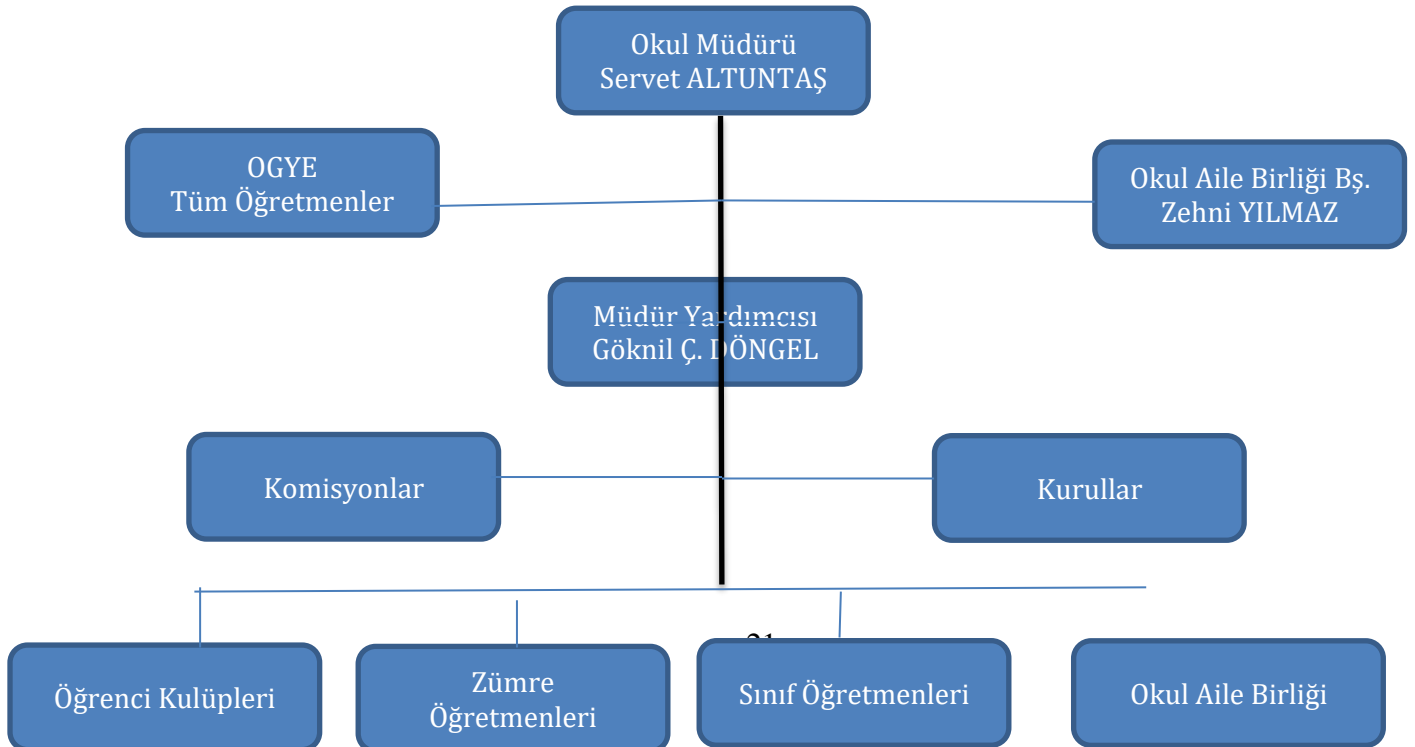 Okul Müdürü
Servet ALTUNTAŞ
OGYE
Tüm Öğretmenler
Okul Aile Birliği Bş.
Zehni YILMAZ
Müdür Yardımcısı
Göknil Ç. DÖNGEL
Komisyonlar
Kurullar
21
Öğrenci Kulüpleri
Zümre
Öğretmenleri
Sınıf Öğretmenleri
Okul Aile Birliği